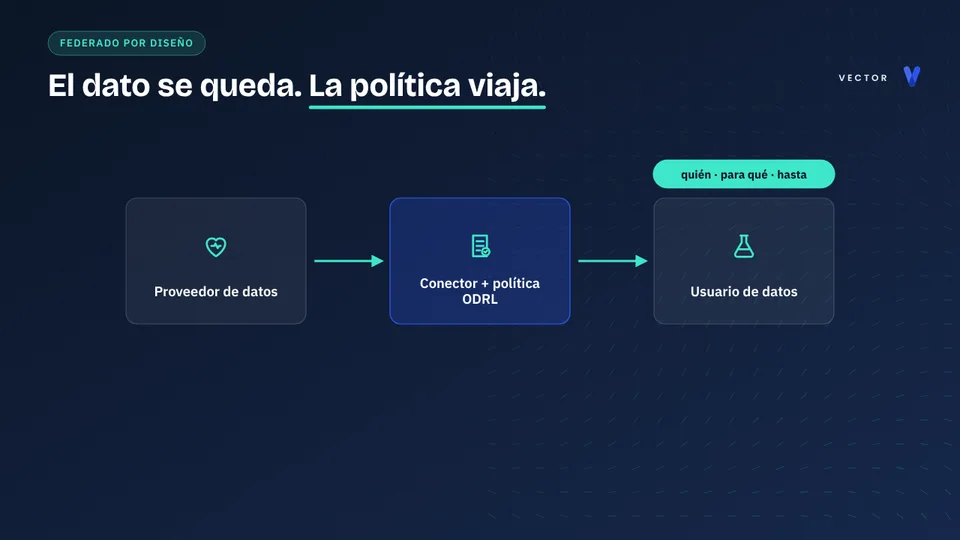 FEDERADO POR DISEÑO
El dato se queda. La política viaja.
VECTOR
quién · para qué · hasta
Proveedor de datos
Conector + política
ODRL
Usuario de datos